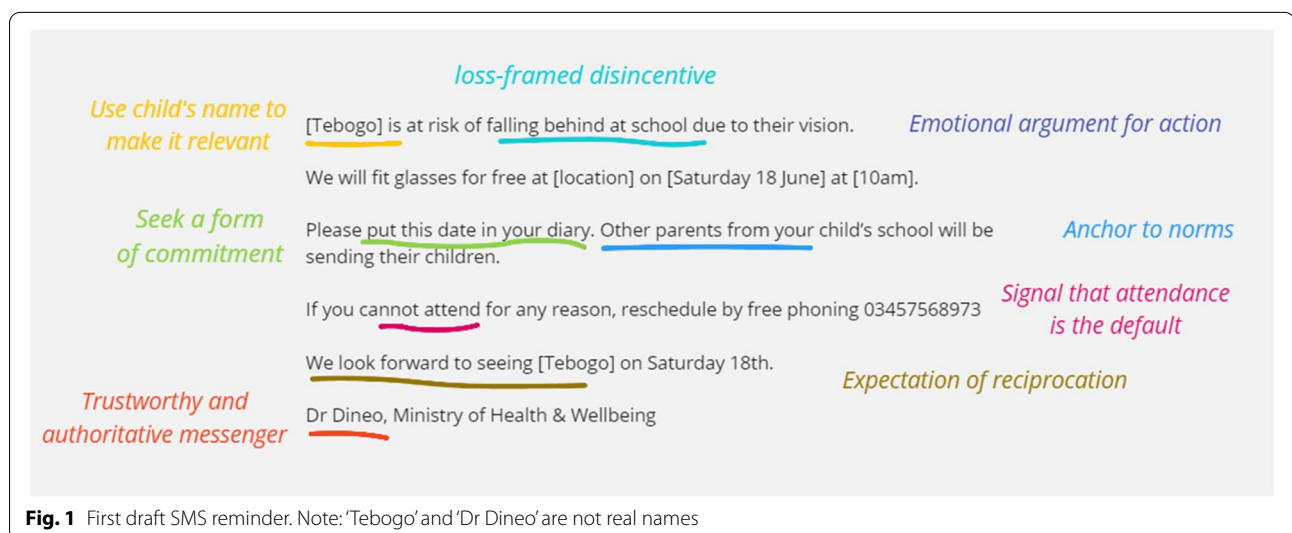 loss-framed disincentive
Use child's name to
make it relevant
[Tebogo] is at risk of falling behind at school due to their vision.
Emotional argument for action
We will fit glasses for free at [location] on [Saturday 18 June] at [10am].
Seek a form
of commitment
Please put this date in your diary. Other parents from your child’s school will be
sending their children.
Anchor to norms
If you cannot attend for any reason, reschedule by free phoning 03457568973
Signal that attendance
is the default
We look forward to seeing [Tebogo] on Saturday 18th.
Expectation of reciprocation
Trustworthy and
authoritative messenger
Dr Dineo, Ministry of Health & Wellbeing
Fig. 1 First draft SMS reminder. Note: ‘Tebogo’ and ‘Dr Dineo’ are not real names